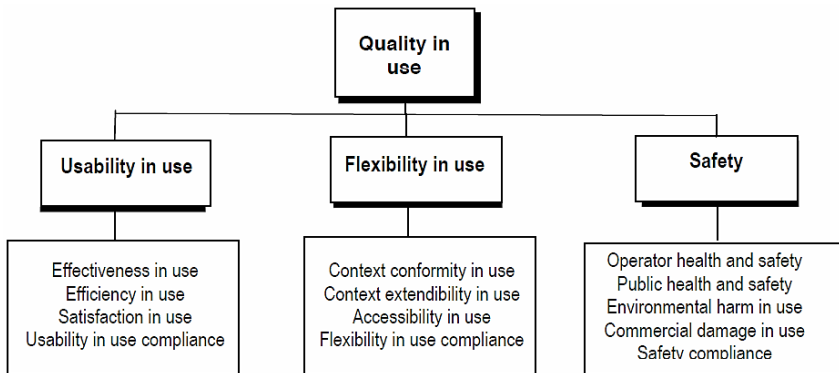 Quality in
use
Usability in use
Flexibility in use
Safety
Effectiveness in use
Efficiency in use
Satisfaction in use
Usability in use compliance
Context conformity in use
Context extendibility in use
Accessibility in use
Flexibility in use compliance
Operator health and safety
Public health and safety
Environmental harm in use
Commercial damage in use
Safety compliance